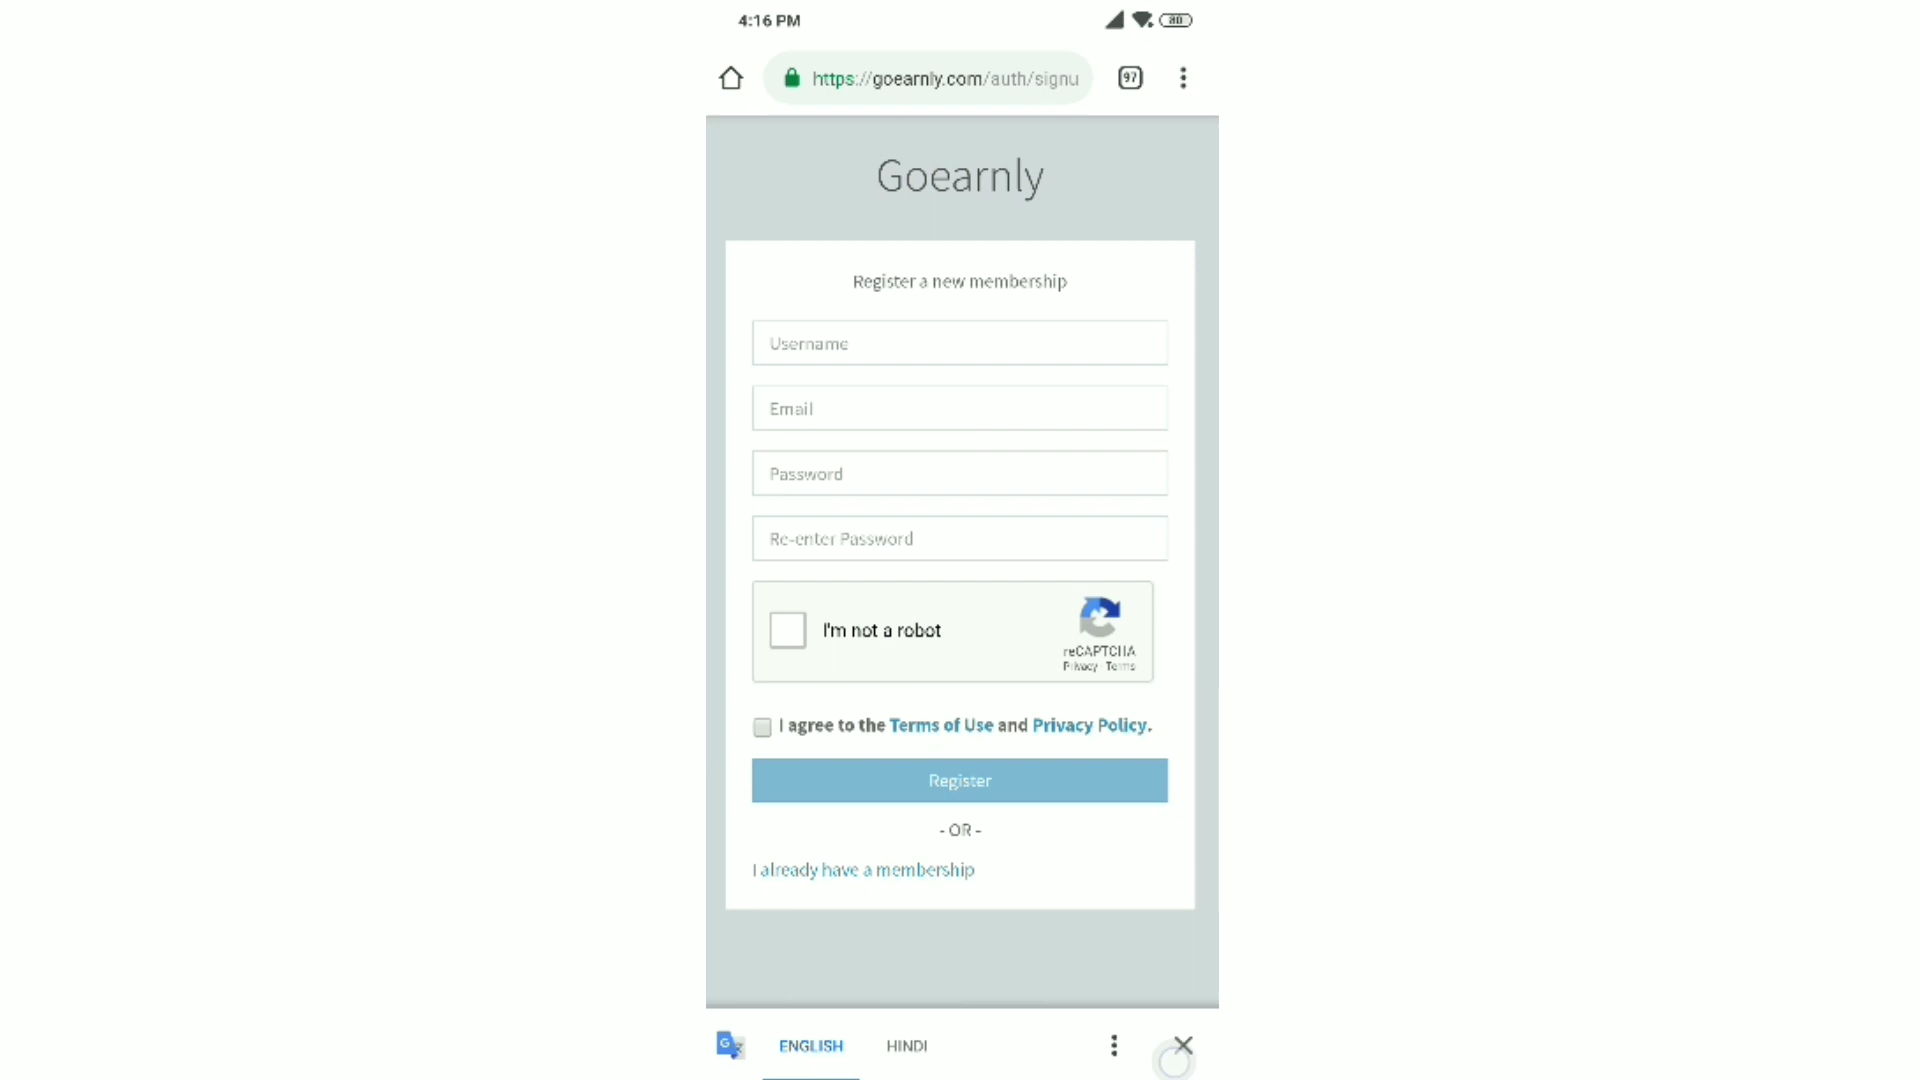 4:16 PM
80
https://goearnly.com/auth/signu
97
Goearnly
Register a new membership
Username
Email
Password
Re-enter Password
I'm not a robot
reCAPTCHA
Privacy - Terms
I agree to the Terms of Use and Privacy Policy.
Register
- OR -
I already have a membership
G
ENGLISH HINDI